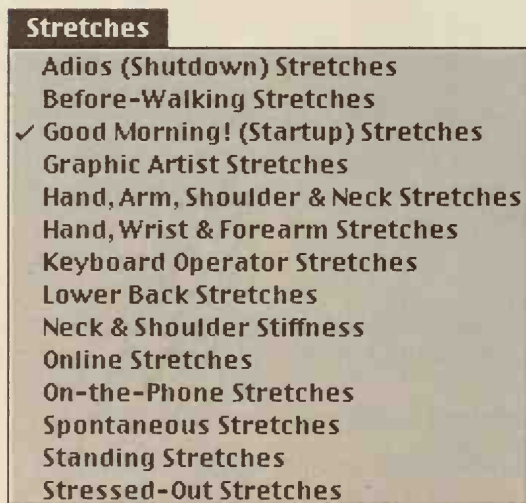 Stretches
Adios (Shutdown) Stretches
Before-Walking Stretches
✓ Good Morning! (Startup) Stretches
Graphic Artist Stretches
Hand, Arm, Shoulder & Neck Stretches
Hand, Wrist & Forearm Stretches
Keyboard Operator Stretches
Lower Back Stretches
Neck & Shoulder Stiffness
Online Stretches
On-the-Phone Stretches
Spontaneous Stretches
Standing Stretches
Stressed-Out Stretches